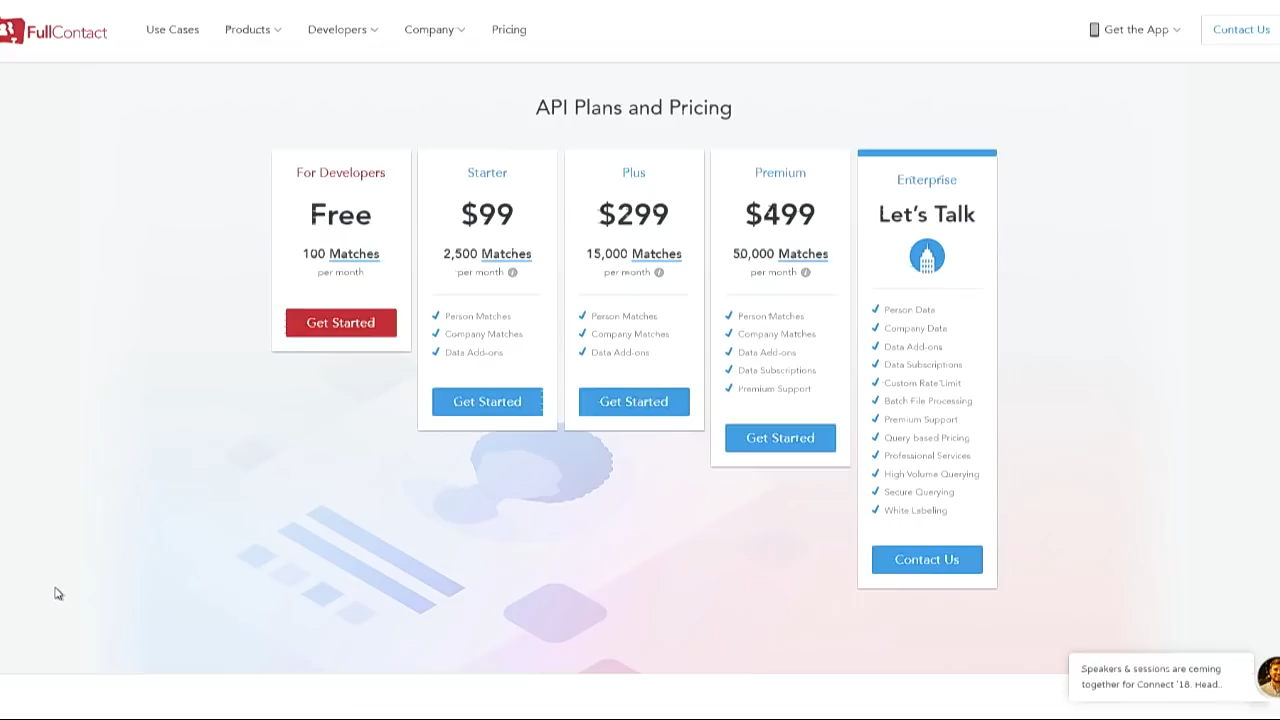 FullContact
Use Cases
Products
Developers
Company
Pricing
Get the App
Contact Us
API Plans and Pricing
For Developers
Free
100 Matches
per month
Get Started
Starter
$99
2,500 Matches
per month
Person Matches
Company Matches
Data Add-ons
Get Started
Plus
$299
15,000 Matches
per month
Person Matches
Company Matches
Data Add-ons
Get Started
Premium
$499
50,000 Matches
per month
Person Matches
Company Matches
Data Add-ons
Data Subscriptions
Premium Support
Get Started
Enterprise
Let's Talk
Person Data
Company Data
Data Add-ons
Data Subscriptions
Custom Rate Limit
Batch File Processing
Premium Support
Query based Pricing
Professional Services
High Volume Querying
Secure Querying
White Labeling
Contact Us
Speakers & sessions are coming
together for Connect '18. Head..